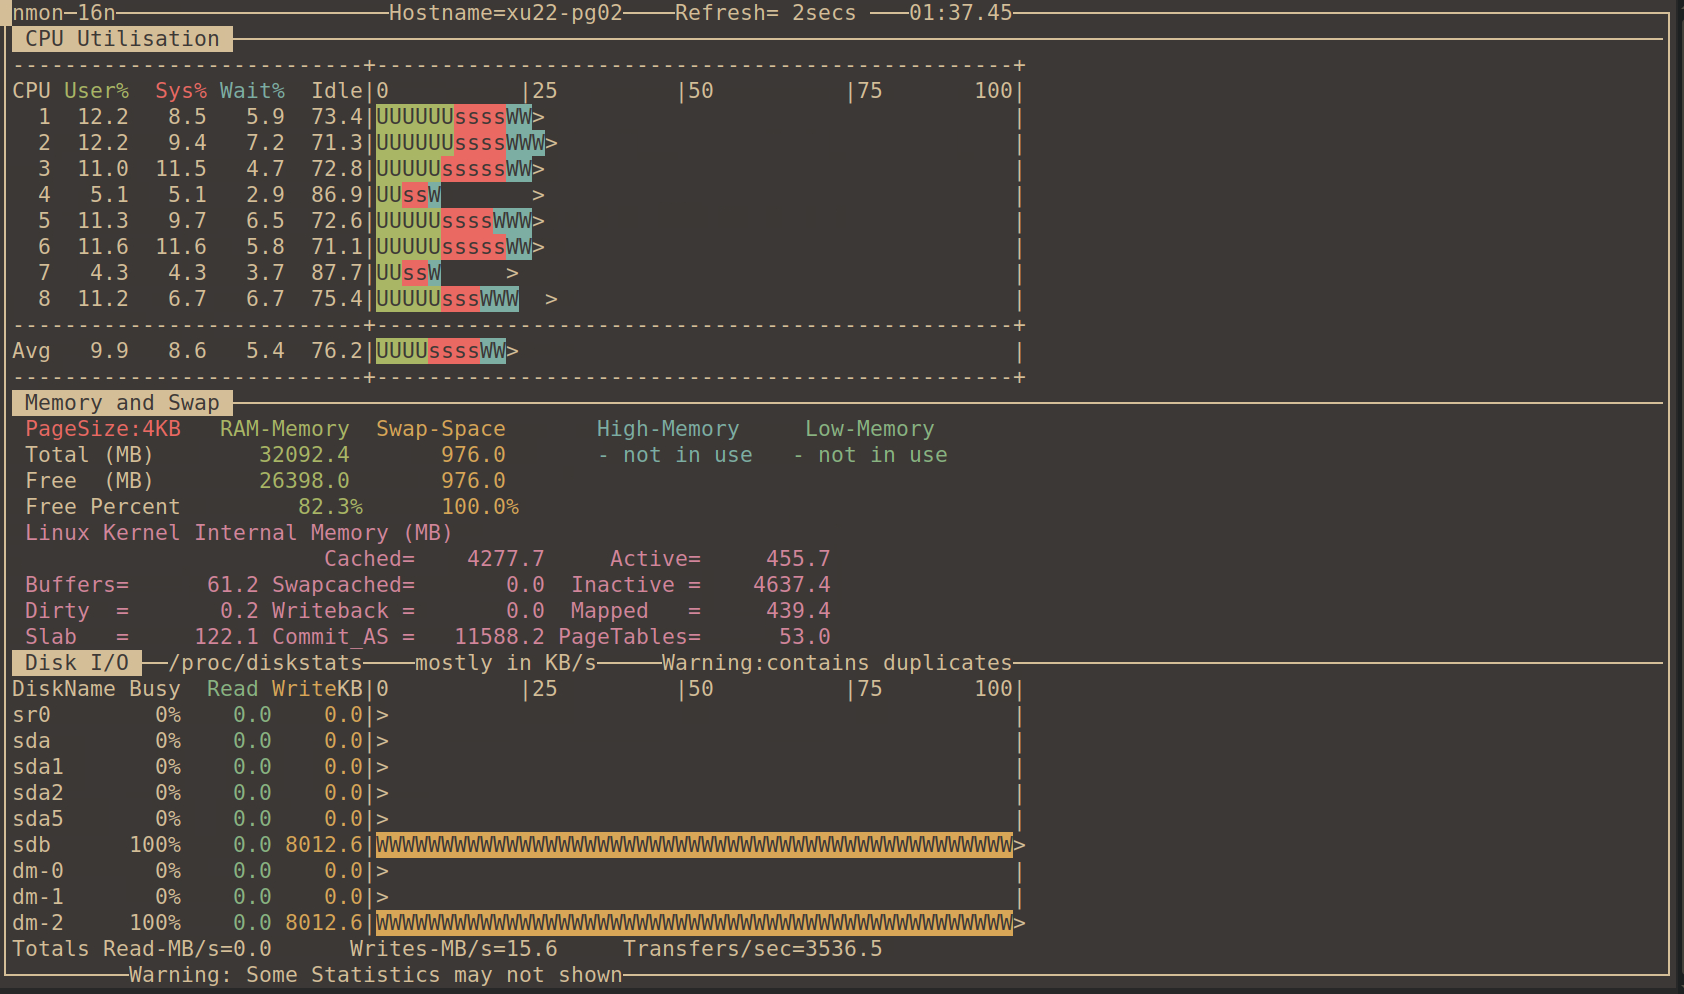 nmon─16n─────────────────────Hostname=xu22-pg02────Refresh= 2secs ───01:37.45
CPU Utilisation
---------------------------+-------------------------------------------------+
CPU User%  Sys% Wait%  Idle|0          |25         |50          |75       100|
  1  12.2   8.5   5.9  73.4|UUUUUUssssWW>                                    |
  2  12.2   9.4   7.2  71.3|UUUUUUssssWWW>                                   |
  3  11.0  11.5   4.7  72.8|UUUUUsssssWW>                                    |
  4   5.1   5.1   2.9  86.9|UUssW       >                                    |
  5  11.3   9.7   6.5  72.6|UUUUUssssWWW>                                    |
  6  11.6  11.6   5.8  71.1|UUUUUsssssWW>                                    |
  7   4.3   4.3   3.7  87.7|UUssW     >                                      |
  8  11.2   6.7   6.7  75.4|UUUUUsssWWW  >                                   |
---------------------------+-------------------------------------------------+
Avg   9.9   8.6   5.4  76.2|UUUUssssWW>                                      |
---------------------------+-------------------------------------------------+
Memory and Swap
 PageSize:4KB   RAM-Memory  Swap-Space       High-Memory     Low-Memory
 Total (MB)        32092.4       976.0       - not in use   - not in use
 Free  (MB)        26398.0       976.0
 Free Percent         82.3%      100.0%
 Linux Kernel Internal Memory (MB)
                        Cached=    4277.7     Active=     455.7
 Buffers=      61.2 Swapcached=       0.0  Inactive =    4637.4
 Dirty  =       0.2 Writeback =       0.0  Mapped   =     439.4
 Slab   =     122.1 Commit_AS =   11588.2 PageTables=      53.0
Disk I/O ──/proc/diskstats────mostly in KB/s─────Warning:contains duplicates
DiskName Busy  Read WriteKB|0          |25         |50          |75       100|
sr0        0%    0.0    0.0|>                                                |
sda        0%    0.0    0.0|>                                                |
sda1       0%    0.0    0.0|>                                                |
sda2       0%    0.0    0.0|>                                                |
sda5       0%    0.0    0.0|>                                                |
sdb      100%    0.0 8012.6|WWWWWWWWWWWWWWWWWWWWWWWWWWWWWWWWWWWWWWWWWWWWWWWWW>
dm-0       0%    0.0    0.0|>                                                |
dm-1       0%    0.0    0.0|>                                                |
dm-2     100%    0.0 8012.6|WWWWWWWWWWWWWWWWWWWWWWWWWWWWWWWWWWWWWWWWWWWWWWWWW>
Totals Read-MB/s=0.0      Writes-MB/s=15.6     Transfers/sec=3536.5
Warning: Some Statistics may not shown